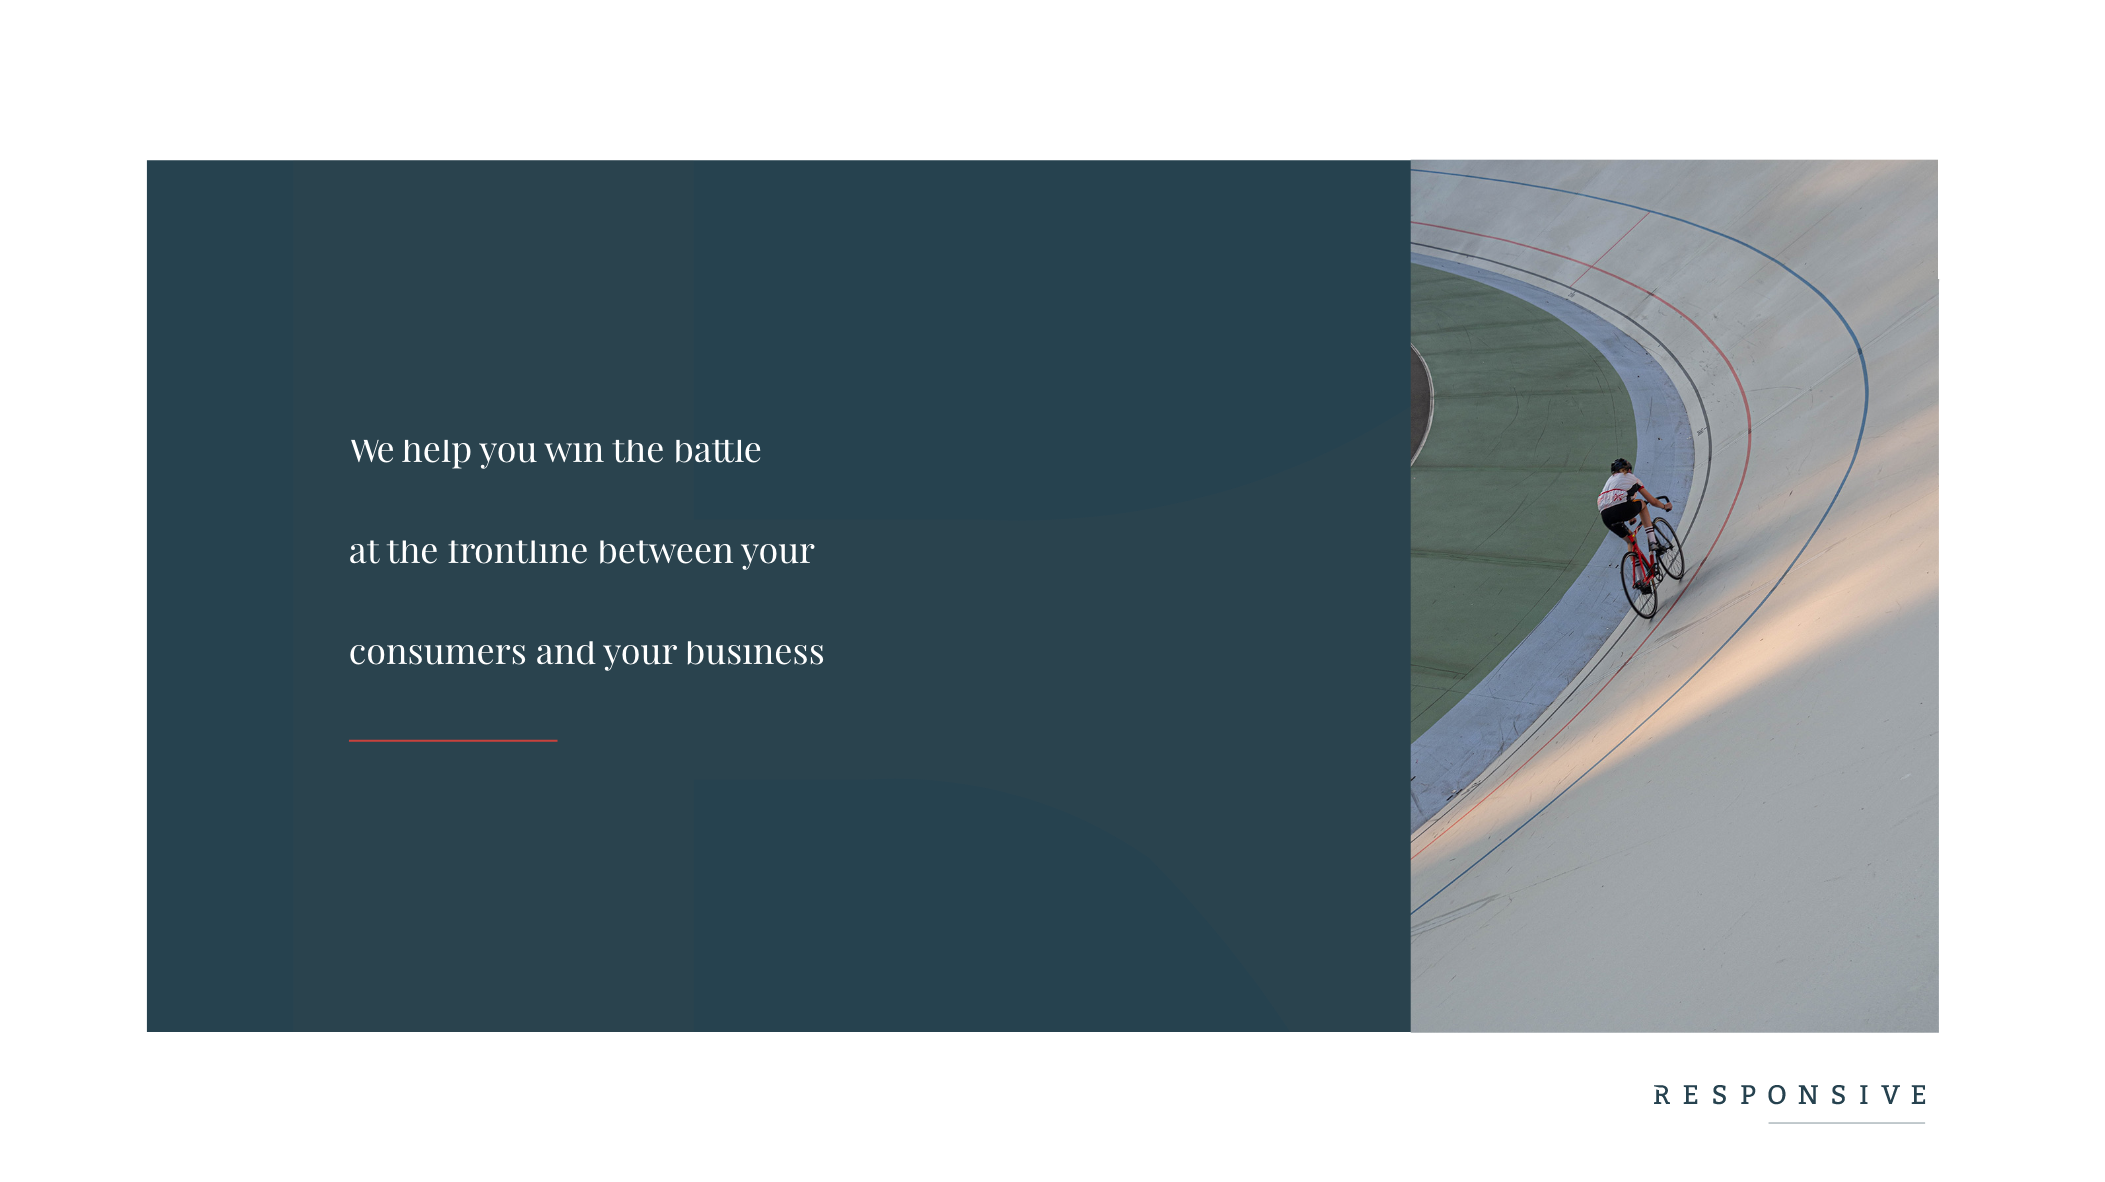 We help you win the battle
at the frontline between your
consumers and your business
RESPONSIVE